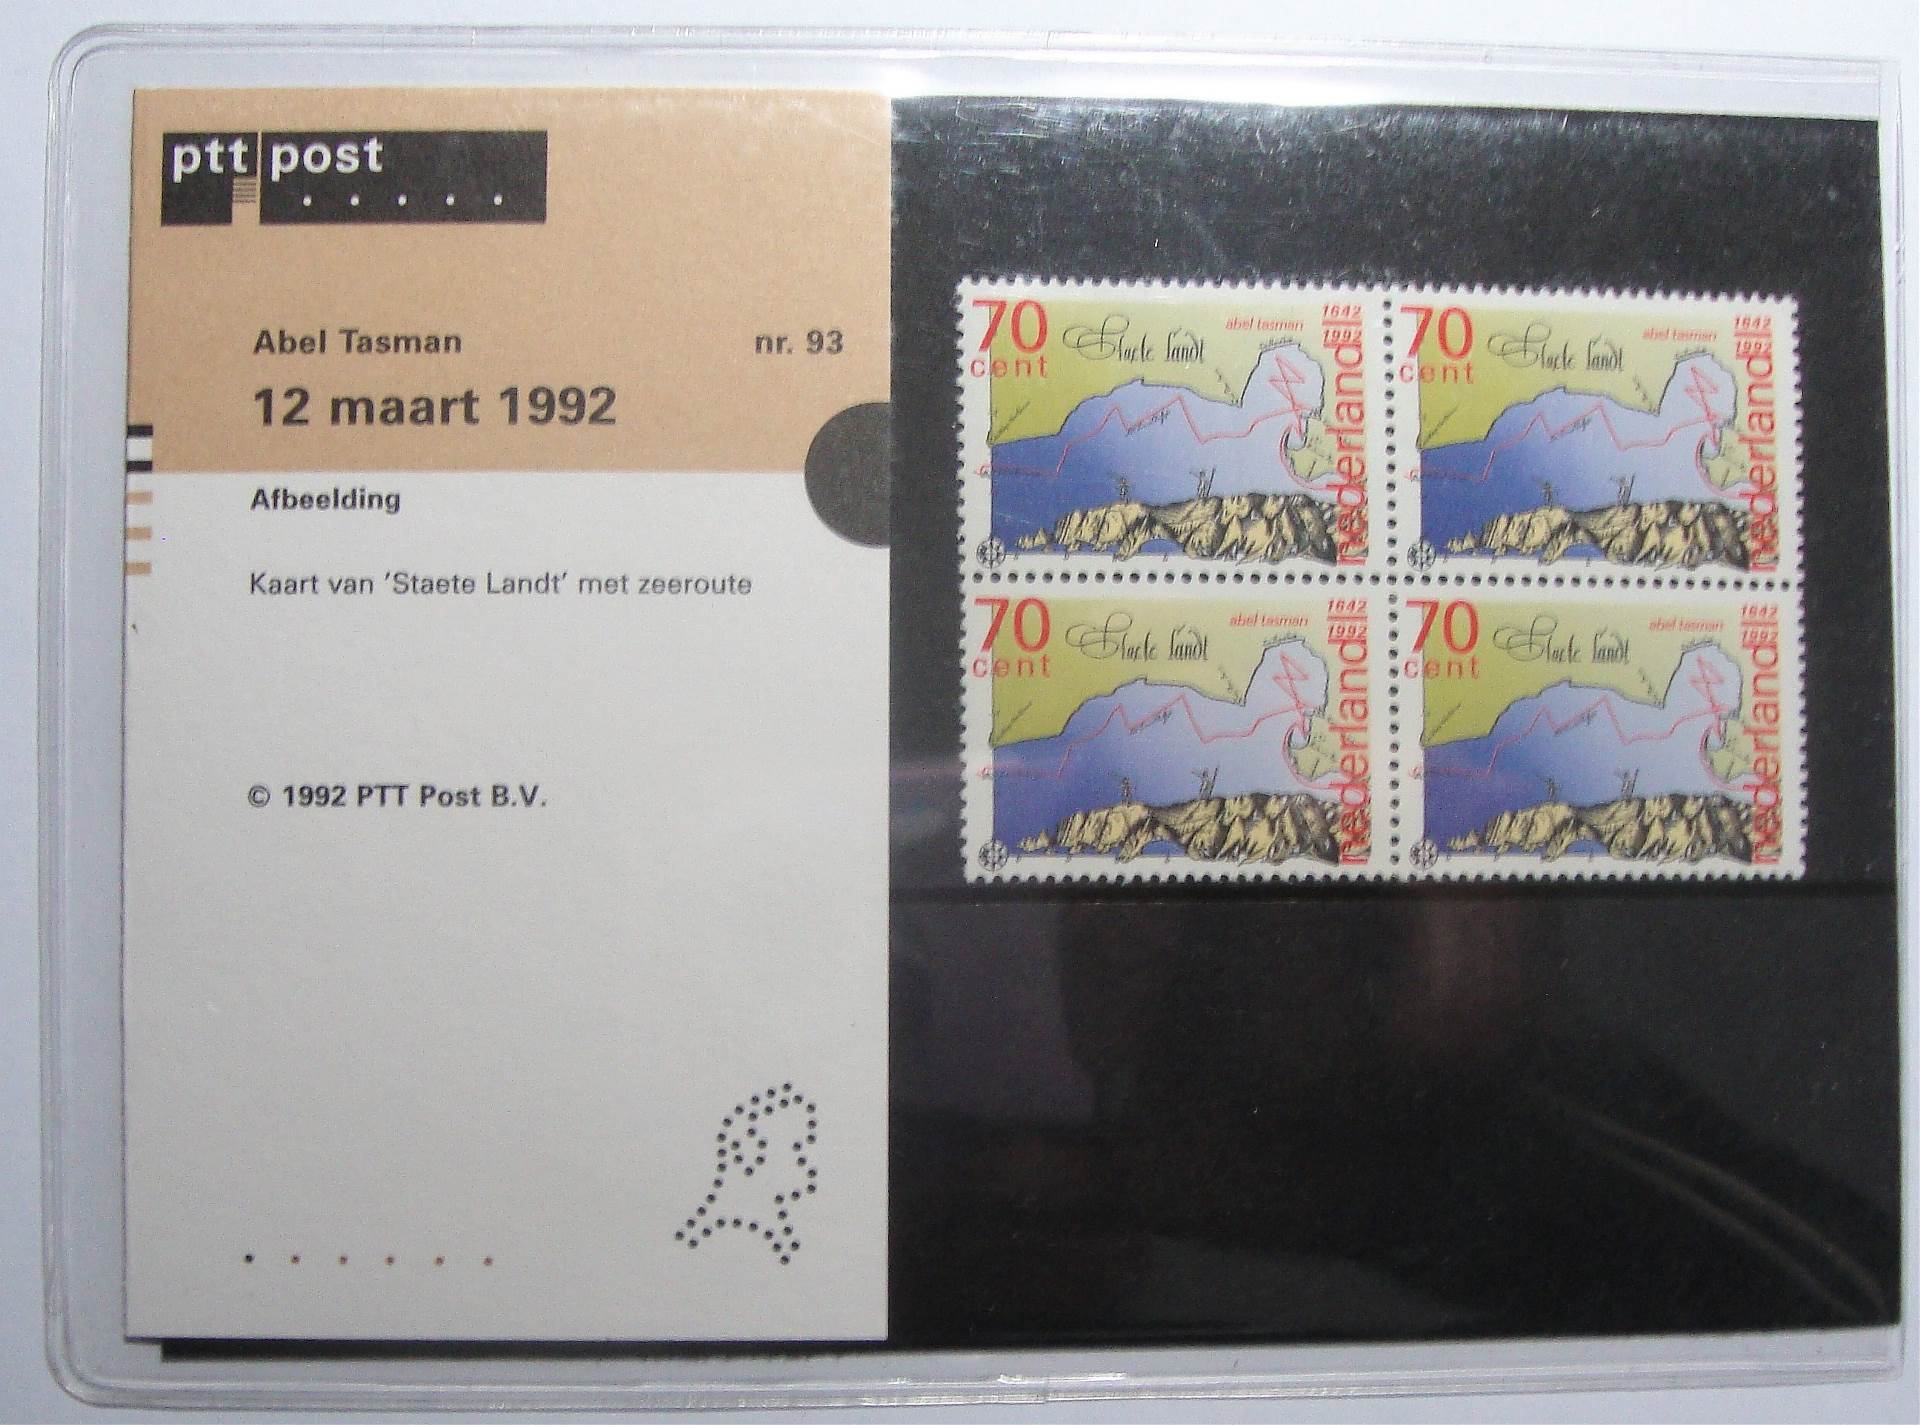 ptt post
Abel Tasman nr. 93
12 maart 1992
Afbeelding
Kaart van 'Staete Landt' met zeeroute
© 1992 PTT Post B.V.
70
cent
Staete Landt
abel tasman
1642
1992
nederland
70
cent
Staete Landt
abel tasman
1642
1992
nederland
70
cent
Staete Landt
abel tasman
1642
1992
nederland
70
cent
Staete Landt
abel tasman
1642
1992
nederland